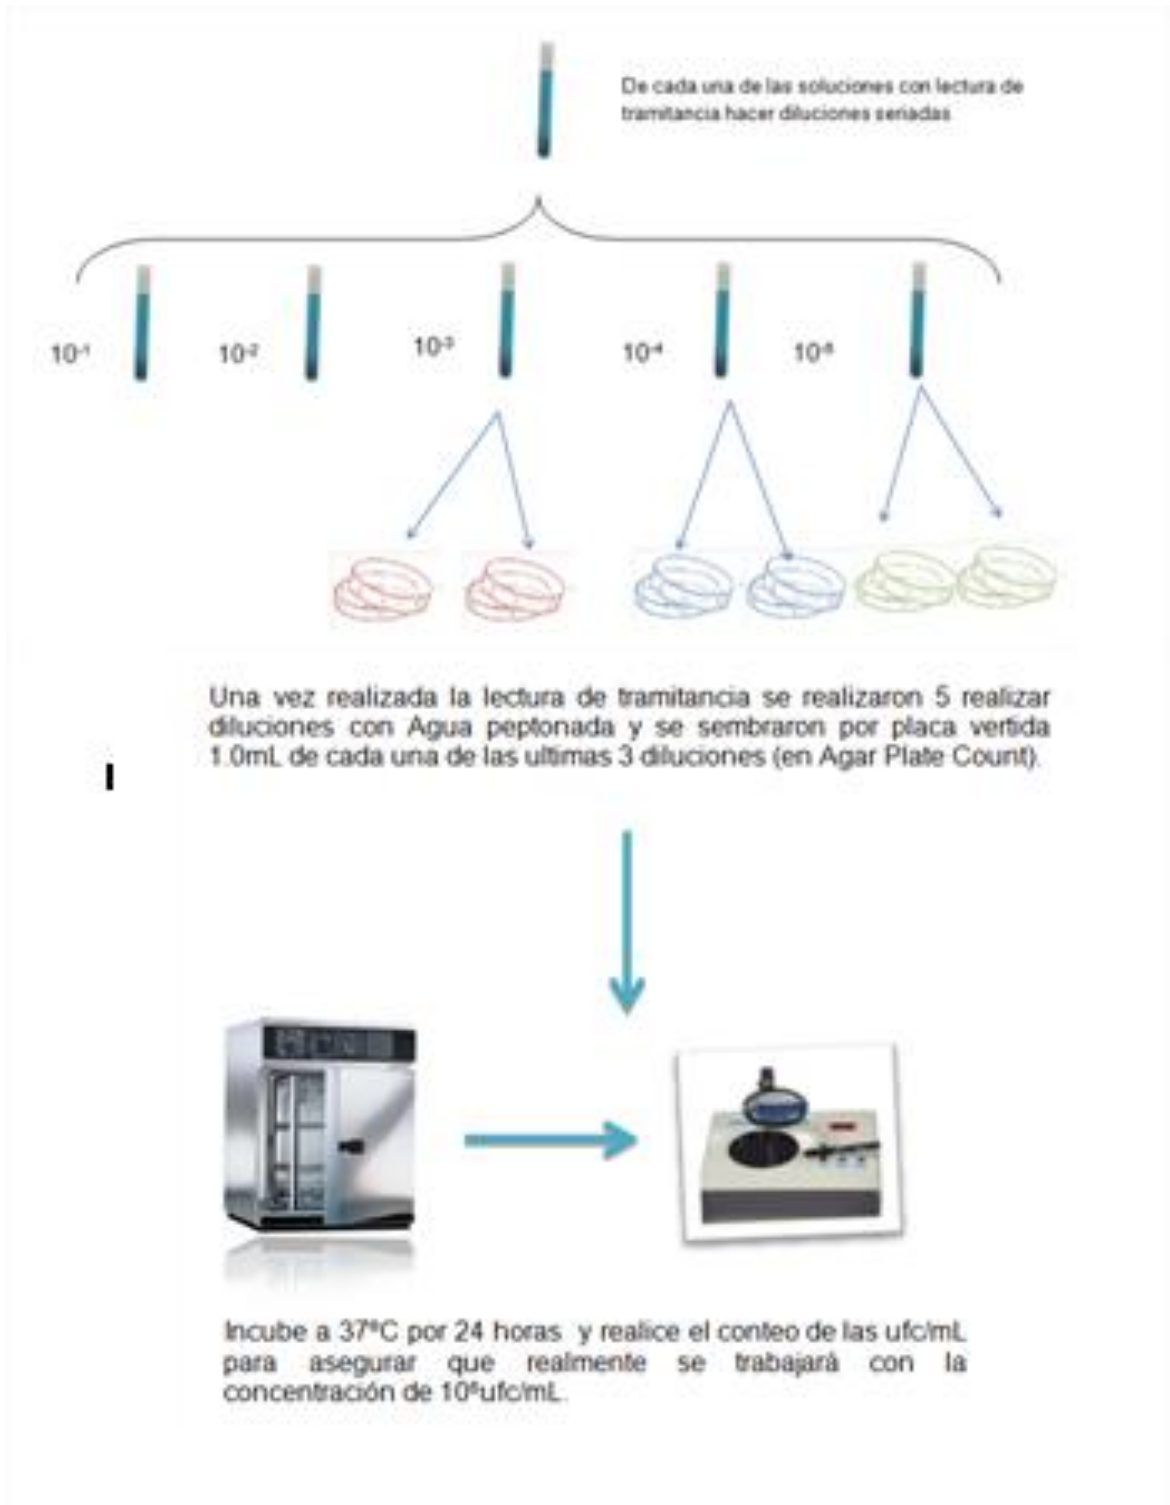 De cada una de las soluciones con lectura de
tramitancia hacer diluciones seriadas
10-1
10-2
10-3
10-4
Una vez realizada la lectura de tramitancia se realizaron 5 realizar
diluciones con Agua peptonada y se sembraron por placa vertida
1.0mL de cada una de las ultimas 3 diluciones (en Agar Plate Count).
I
Incube a 37ºC por 24 horas y realice el conteo de las ufc/mL
para asegurar que realmente se trabajará con la
concentración de